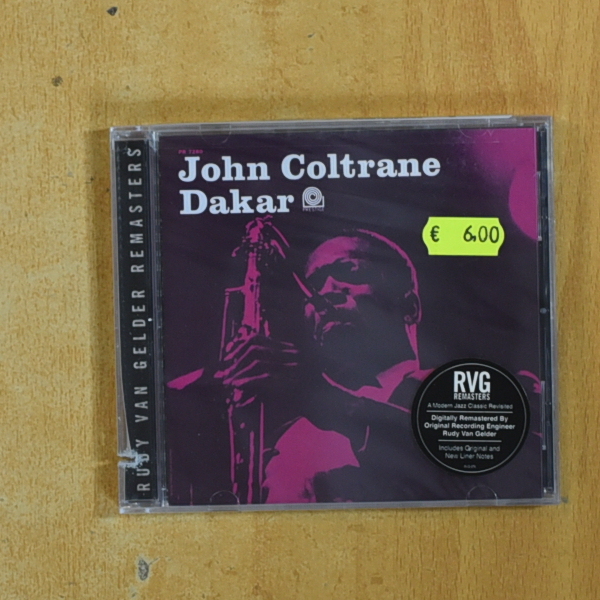 RUDY VAN GELDER REMASTERS
PR 7280
John Coltrane
Dakar
PRESTIGE
€ 6.00
RVG
REMASTERS
A Modern Jazz Classic Revisited
Digitally Remastered By
Original Recording Engineer
Rudy Van Gelder
Includes Original and
New Liner Notes